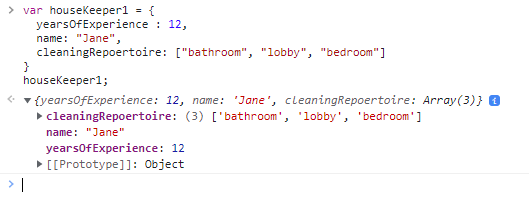 > var houseKeeper1 = {
yearsOfExperience : 12,
name: "Jane",
cleaningRepoertoire: ["bathroom", "lobby", "bedroom"]
}
houseKeeper1;
<· ▼ {yearsOfExperience: 12, name: 'Jane', cleaningRepoertoire: Array(3)} i
▶ cleaningRepoertoire: (3) ['bathroom', 'lobby', 'bedroom']
name: "Jane"
yearsOfExperience: 12
▶ [[Prototype]]: Object
>